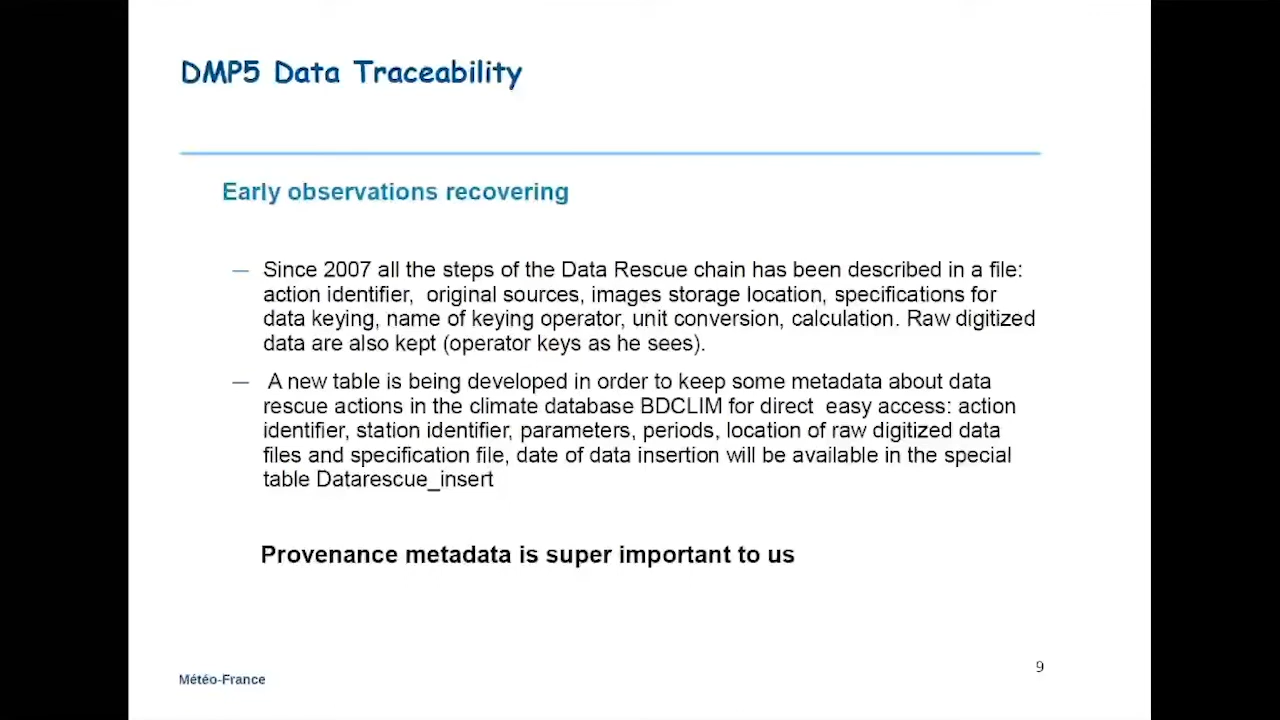 DMP5 Data Traceability
Early observations recovering
— Since 2007 all the steps of the Data Rescue chain has been described in a file:
action identifier, original sources, images storage location, specifications for
data keying, name of keying operator, unit conversion, calculation. Raw digitized
data are also kept (operator keys as he sees).
— A new table is being developed in order to keep some metadata about data
rescue actions in the climate database BDCLIM for direct easy access: action
identifier, station identifier, parameters, periods, location of raw digitized data
files and specification file, date of data insertion will be available in the special
table Datarescue_insert
Provenance metadata is super important to us
9
Météo-France